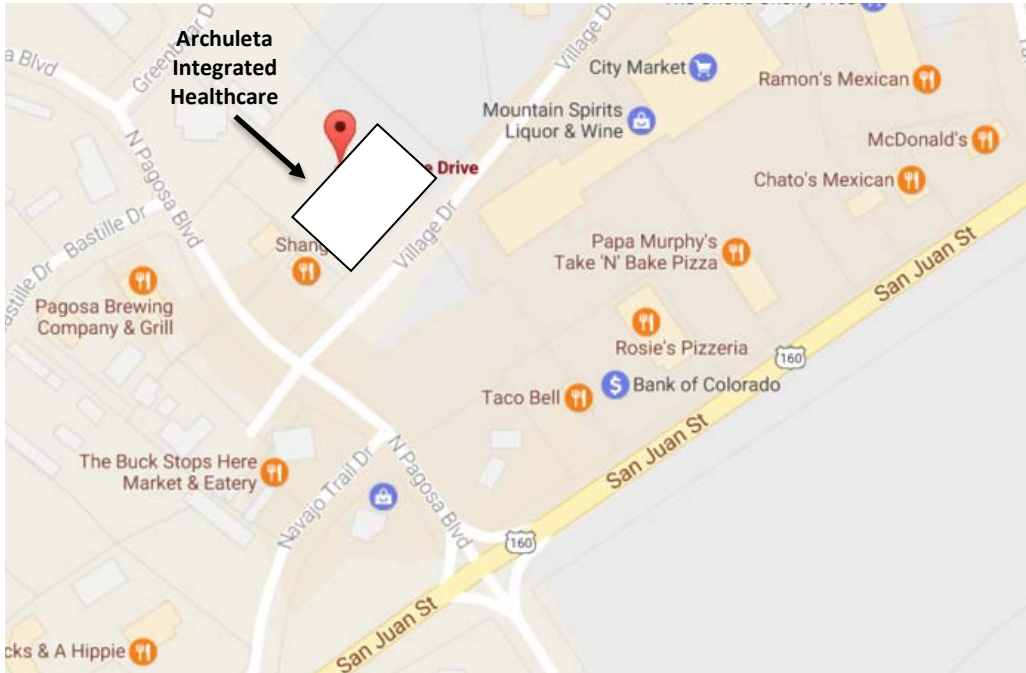 Archuleta
Integrated
Healthcare
Blvd
Greenbriar D
Village Dr
City Market
Ramon's Mexican
Mountain Spirits
Liquor & Wine
McDonald's
Drive
Chato's Mexican
N Pagosa Blvd
Bastille Dr
Village Dr
Papa Murphy's
Take 'N' Bake Pizza
San Juan St
Pagosa Brewing
Company & Grill
Rosie's Pizzeria
160
Bank of Colorado
Taco Bell
San Juan St
The Buck Stops Here
Market & Eatery
Navajo Trail Dr
N Pagosa Blvd
160
San Juan St
cks & A Hippie